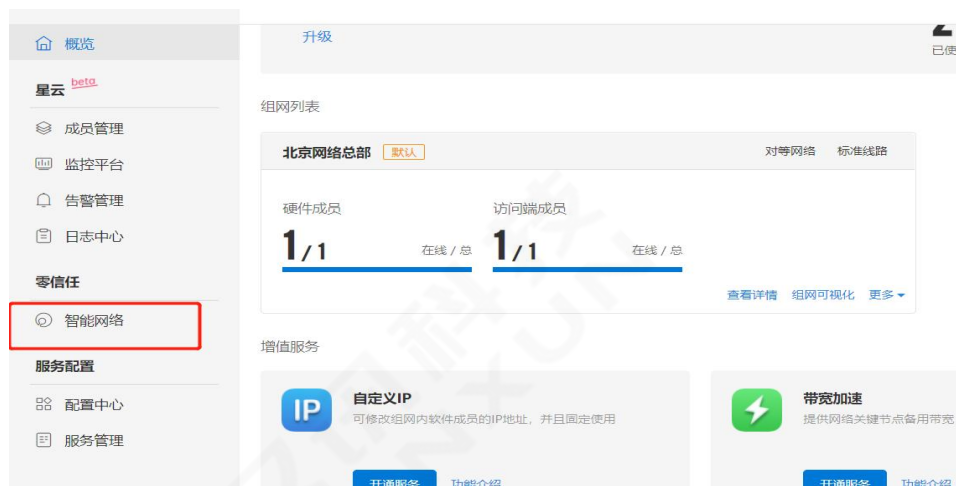 概览
星云 beta
成员管理
监控平台
告警管理
日志中心
零信任
智能网络
服务配置
配置中心
服务管理
升级
组网列表
北京网络总部 默认 对等网络 标准线路
硬件成员 访问端成员
1/1 在线 / 总 1/1 在线 / 总
查看详情 组网可视化 更多
增值服务
IP
自定义IP
可修改组网内软件成员的IP地址，并且固定使用
开通服务 功能介绍
带宽加速
提供网络关键节点备用带宽
开通服务 功能介绍